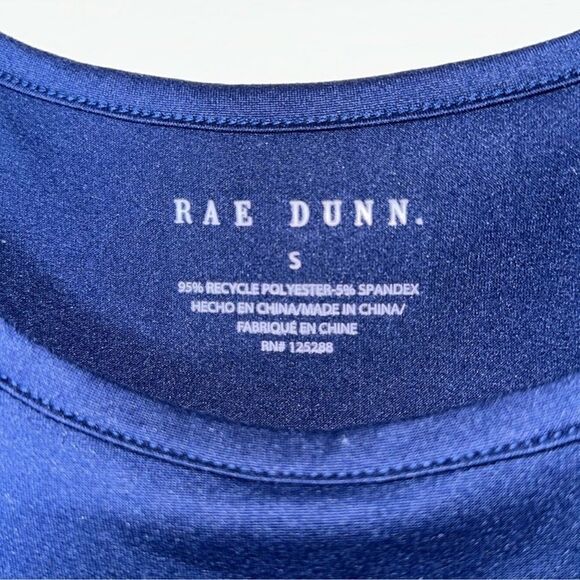 RAE DUNN.
S
95% RECYCLE POLYESTER-5% SPANDEX
HECHO EN CHINA/MADE IN CHINA/
FABRIQUÉ EN CHINE
RN# 125288